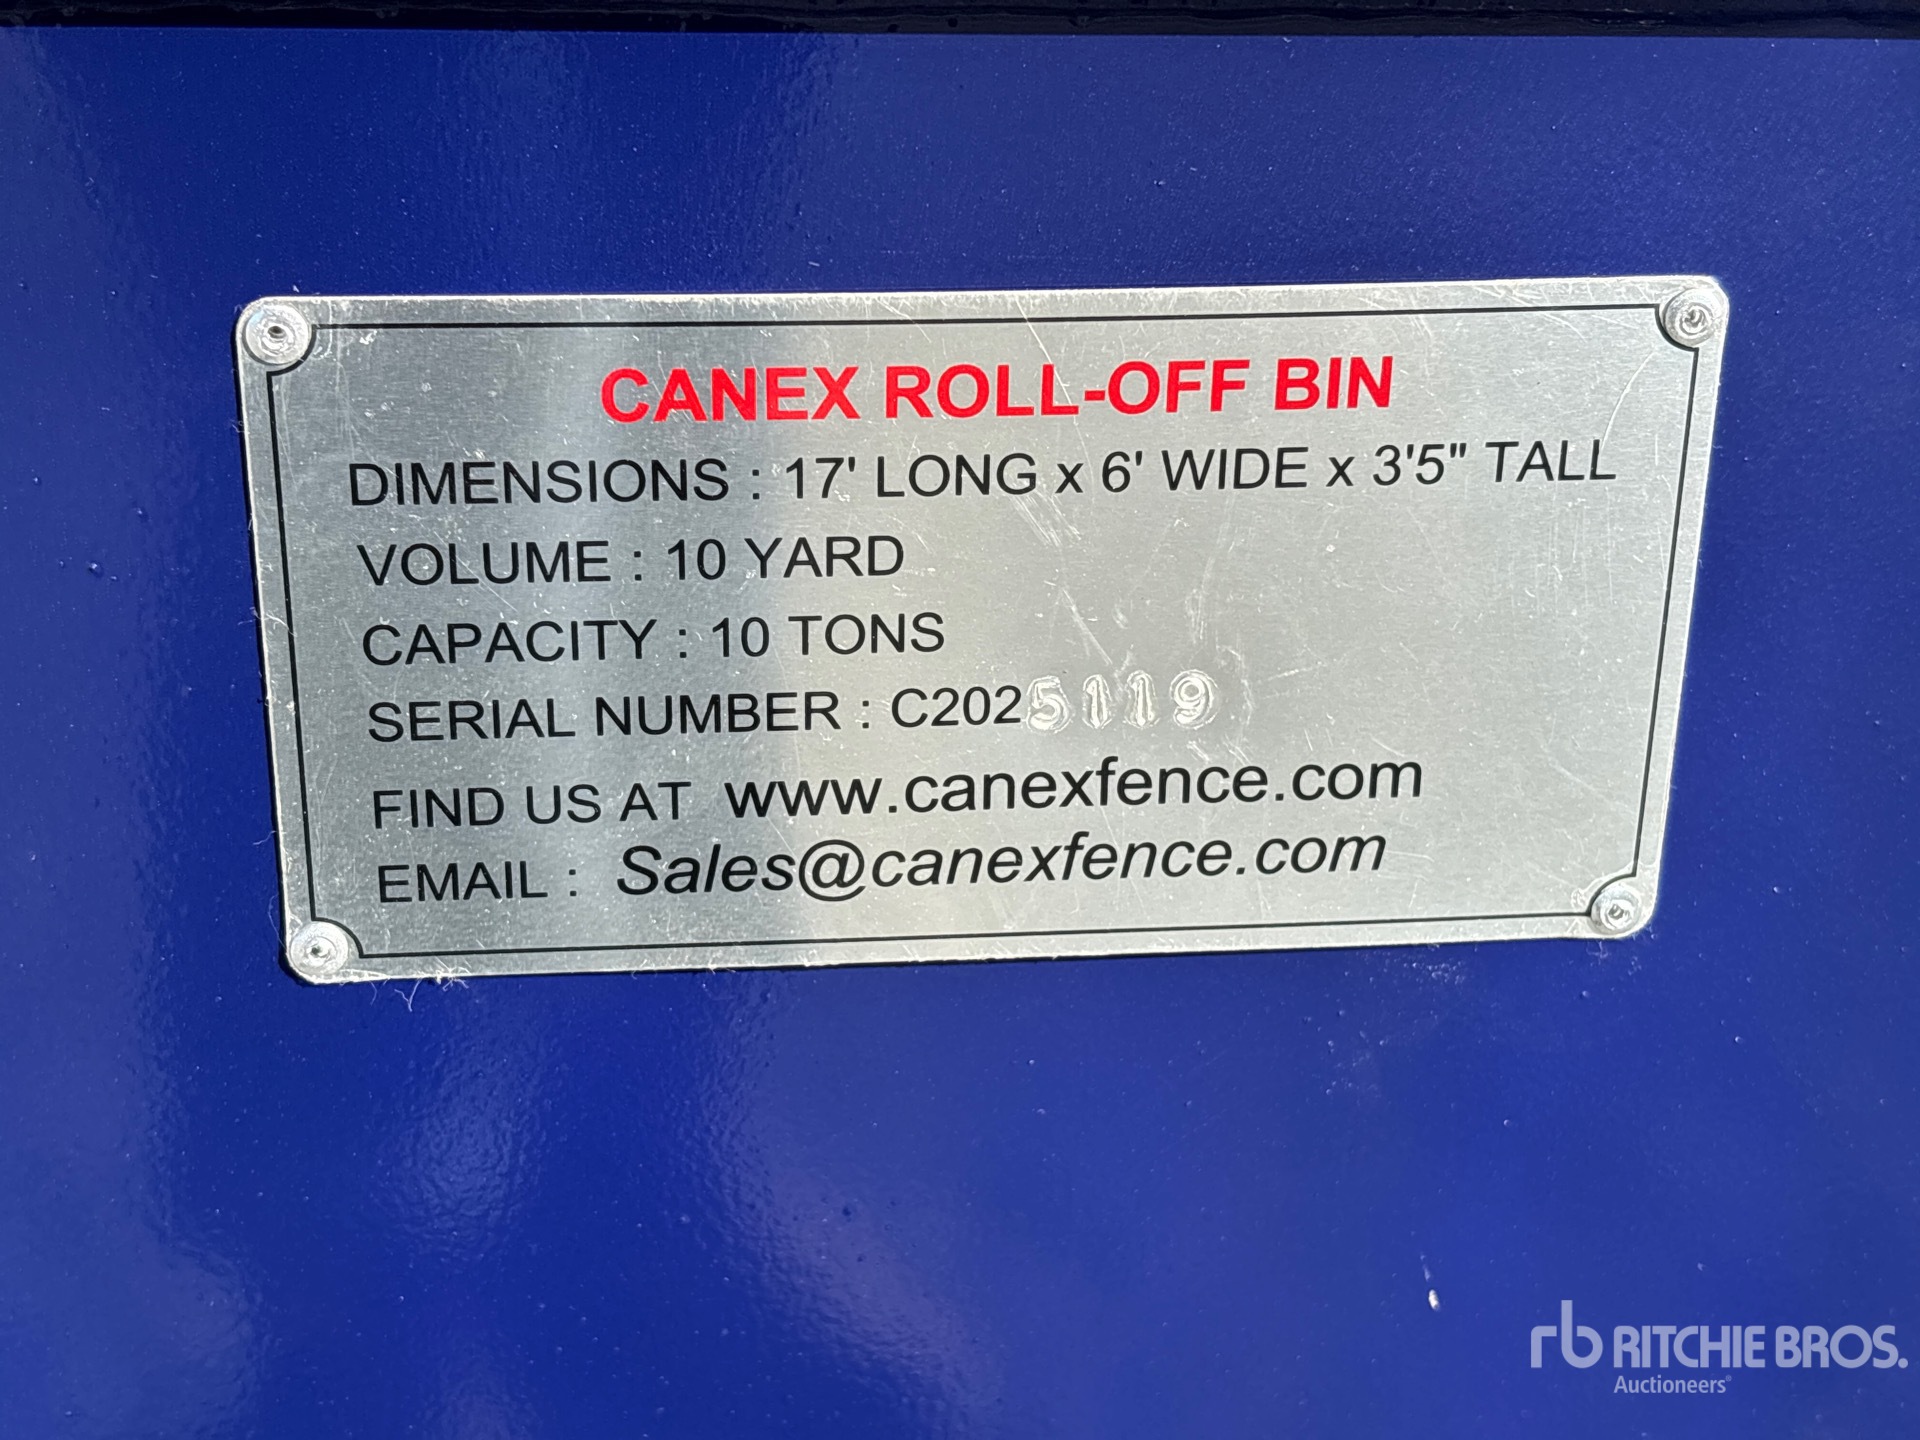 CANEX ROLL-OFF BIN
DIMENSIONS : 17' LONG x 6' WIDE x 3'5" TALL
VOLUME : 10 YARD
CAPACITY : 10 TONS
SERIAL NUMBER : C2025119
FIND US AT www.canexfence.com
EMAIL : Sales@canexfence.com
rb RITCHIE BROS.
Auctioneers®